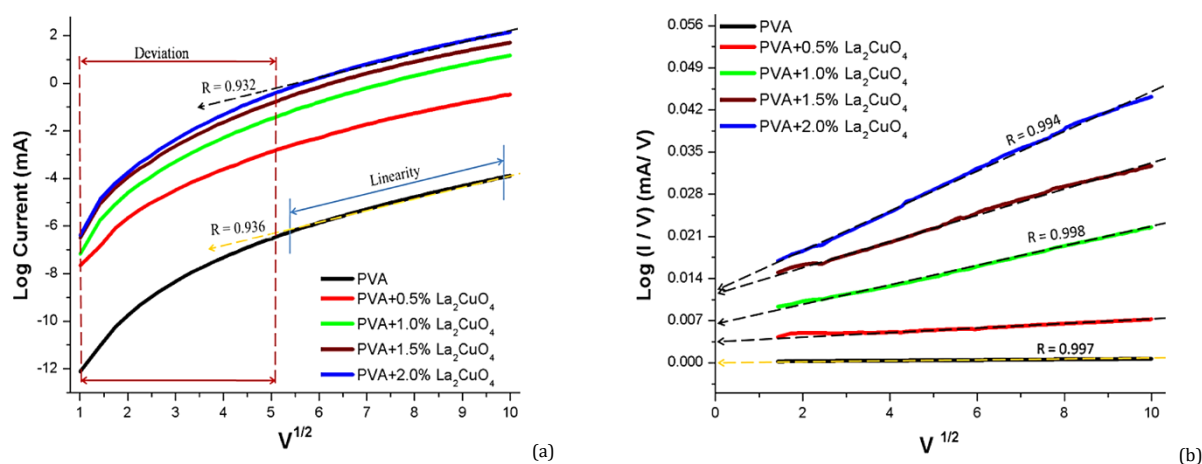 Log Current (mA)
2
0
-2
-4
-6
-8
-10
-12
Deviation
R = 0.932
Linearity
R = 0.936
PVA
PVA+0.5% La₂CuO₄
PVA+1.0% La₂CuO₄
PVA+1.5% La₂CuO₄
PVA+2.0% La₂CuO₄
1 2 3 4 5 6 7 8 9 10
V^1/2
(a)
Log (I / V) (mA/ V)
0.056
0.049
0.042
0.035
0.028
0.021
0.014
0.007
0.000
PVA
PVA+0.5% La₂CuO₄
PVA+1.0% La₂CuO₄
PVA+1.5% La₂CuO₄
PVA+2.0% La₂CuO₄
R = 0.994
R = 0.998
R = 0.997
0 2 4 6 8 10
V ^1/2
(b)